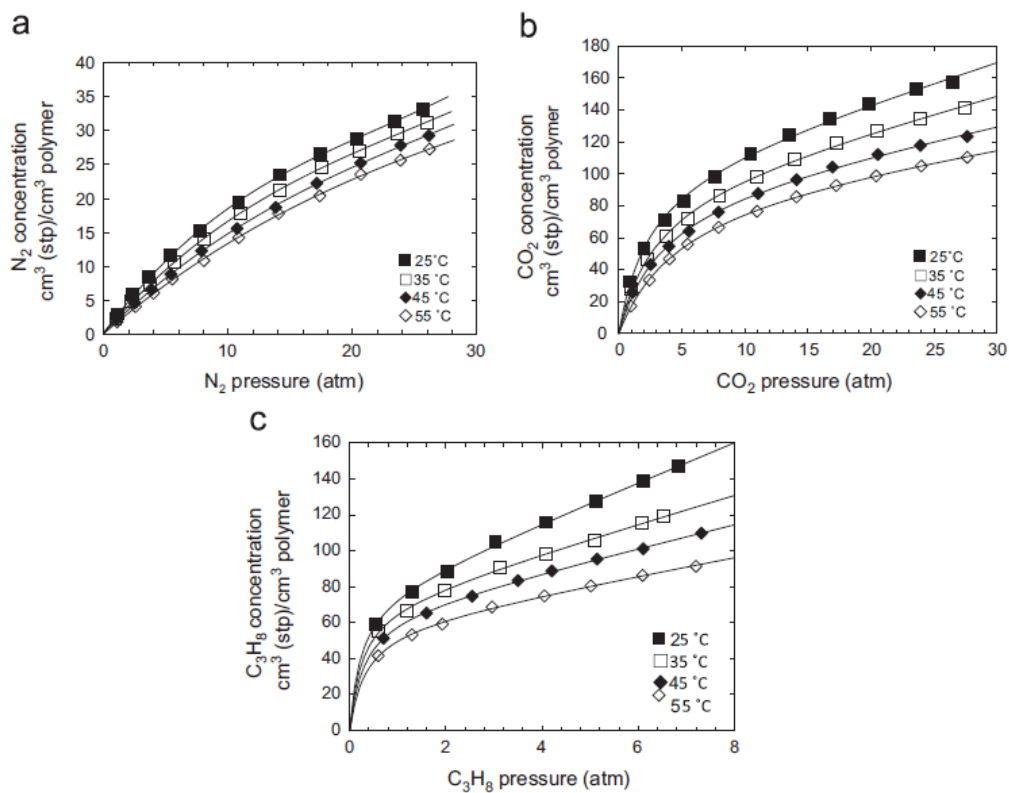 a
40
35
30
25
20
15
10
5
0
0 10 20 30
N2 concentration
cm3 (stp)/cm3 polymer
N2 pressure (atm)
25˚C
35 ˚C
45 ˚C
55 ˚C
b
180
160
140
120
100
80
60
40
20
0
0 5 10 15 20 25 30
CO2 concentration
cm3 (stp)/cm3 polymer
CO2 pressure (atm)
25˚C
35 ˚C
45 ˚C
55 ˚C
c
160
140
120
100
80
60
40
20
0
0 2 4 6 8
C3H8 concentration
cm3 (stp)/cm3 polymer
C3H8 pressure (atm)
25 ˚C
35 ˚C
45 ˚C
55 ˚C